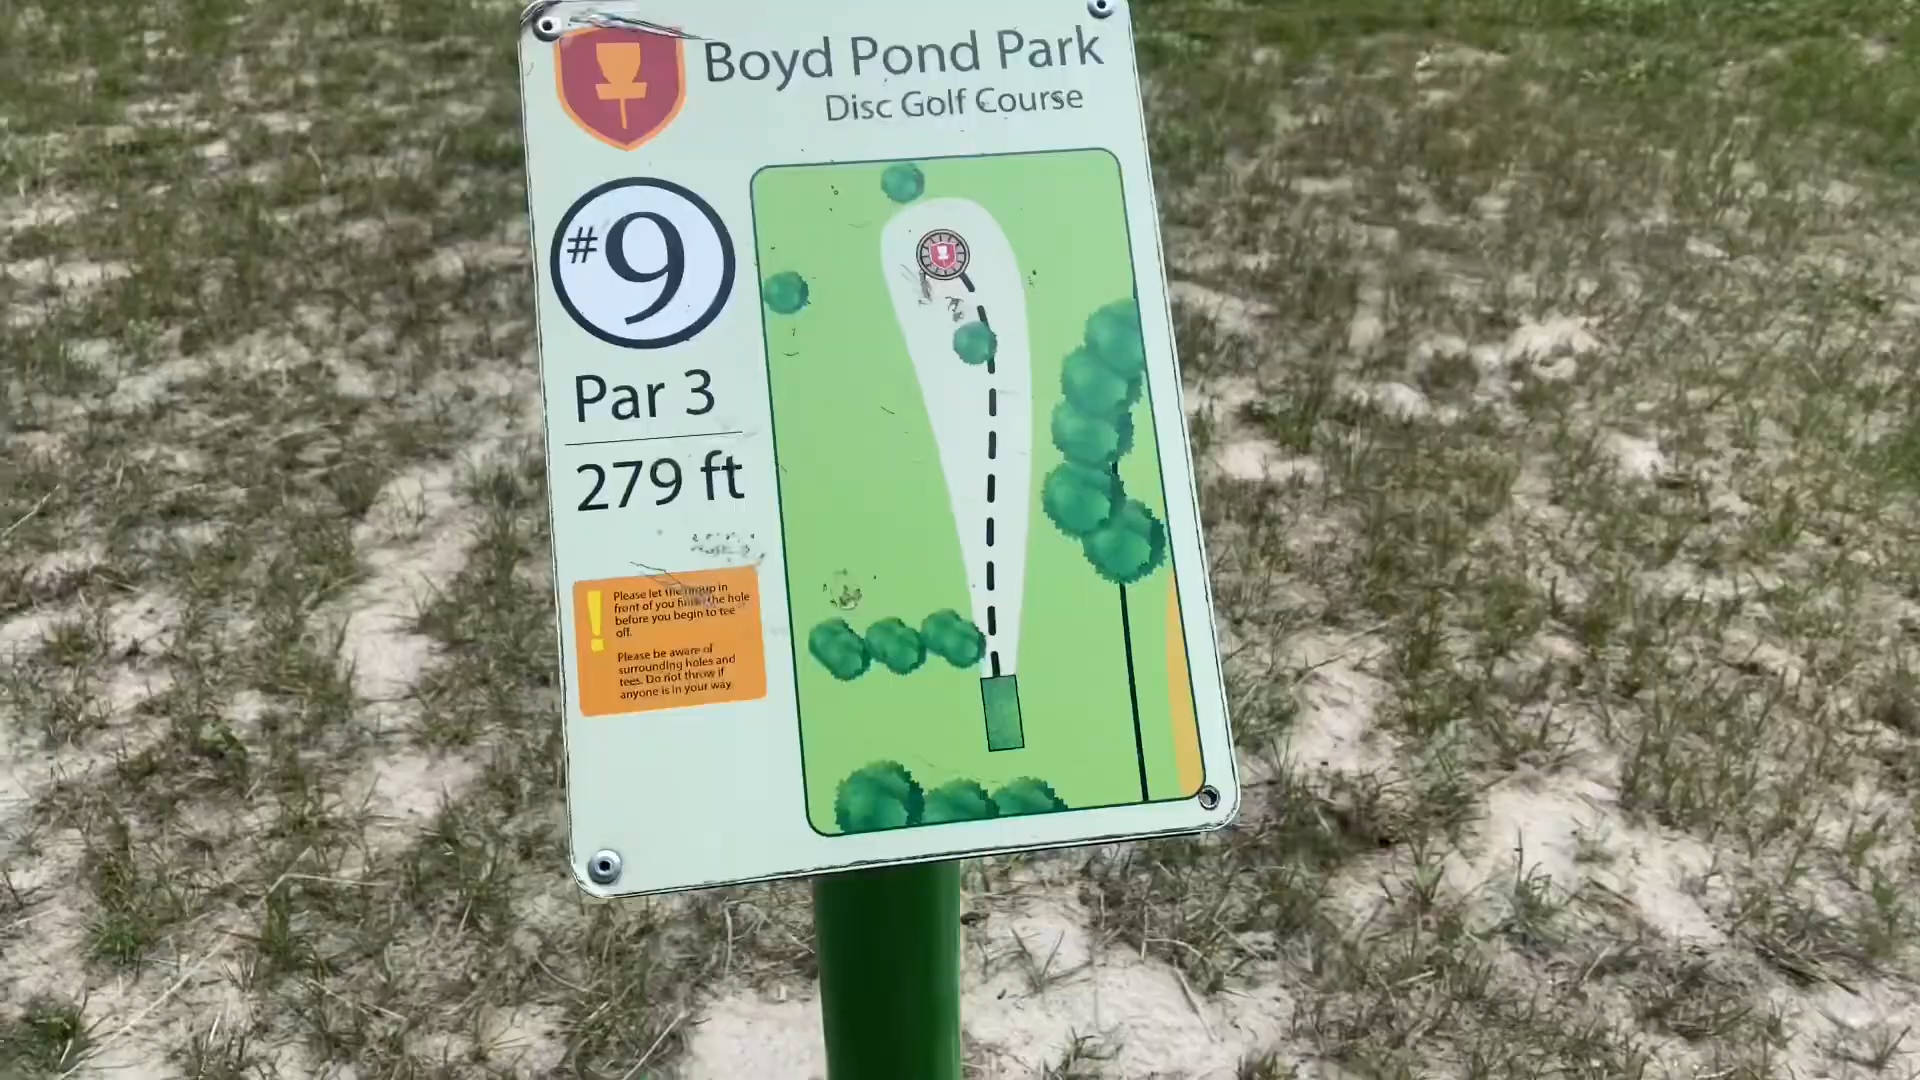 Boyd Pond Park
Disc Golf Course
#9
Par 3
279 ft
!
Please let the group in
front of you finish the hole
before you begin to tee
off.
Please be aware of
surrounding holes and
tees. Do not throw if
anyone is in your way.